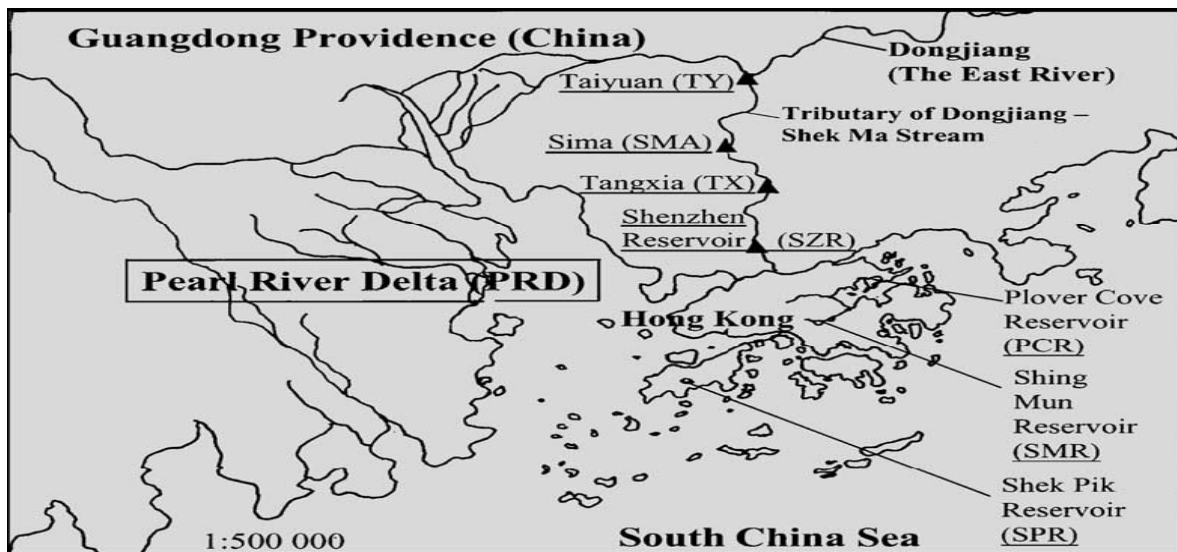 Guangdong Providence (China)
Dongjiang
(The East River)
Taiyuan (TY)
Tributary of Dongjiang –
Shek Ma Stream
Sima (SMA)
Tangxia (TX)
Shenzhen
Reservoir (SZR)
Pearl River Delta (PRD)
Hong Kong
Plover Cove
Reservoir
(PCR)
Shing
Mun
Reservoir
(SMR)
Shek Pik
Reservoir
(SPR)
1:500 000
South China Sea